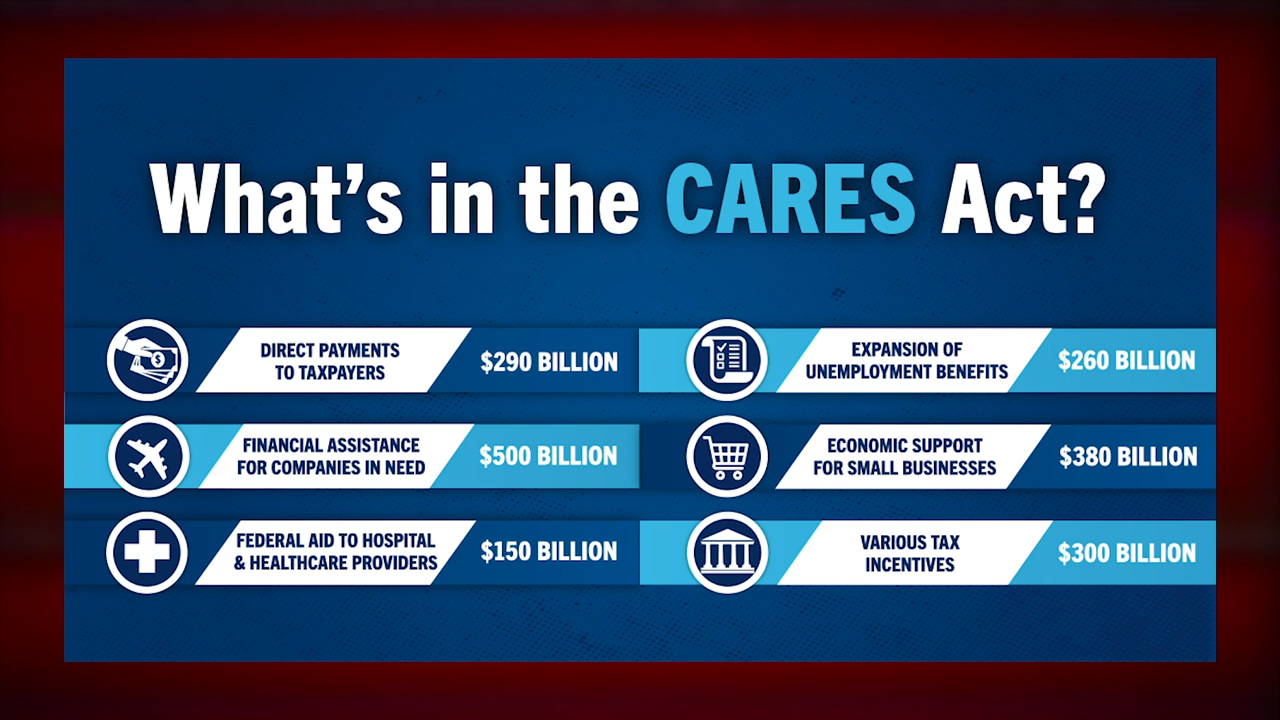 What's in the CARES Act?
DIRECT PAYMENTS
TO TAXPAYERS
$290 BILLION
EXPANSION OF
UNEMPLOYMENT BENEFITS
$260 BILLION
FINANCIAL ASSISTANCE
FOR COMPANIES IN NEED
$500 BILLION
ECONOMIC SUPPORT
FOR SMALL BUSINESSES
$380 BILLION
FEDERAL AID TO HOSPITAL
& HEALTHCARE PROVIDERS
$150 BILLION
VARIOUS TAX
INCENTIVES
$300 BILLION